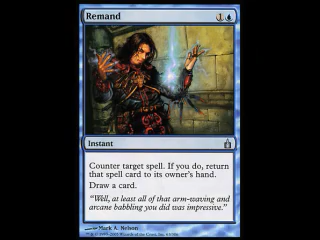 Remand 1
Instant
Counter target spell. If you do, return
that spell card to its owner's hand.
Draw a card.
"Well, at least all of that arm-waving and
arcane babbling you did was impressive."
Mark A. Nelson